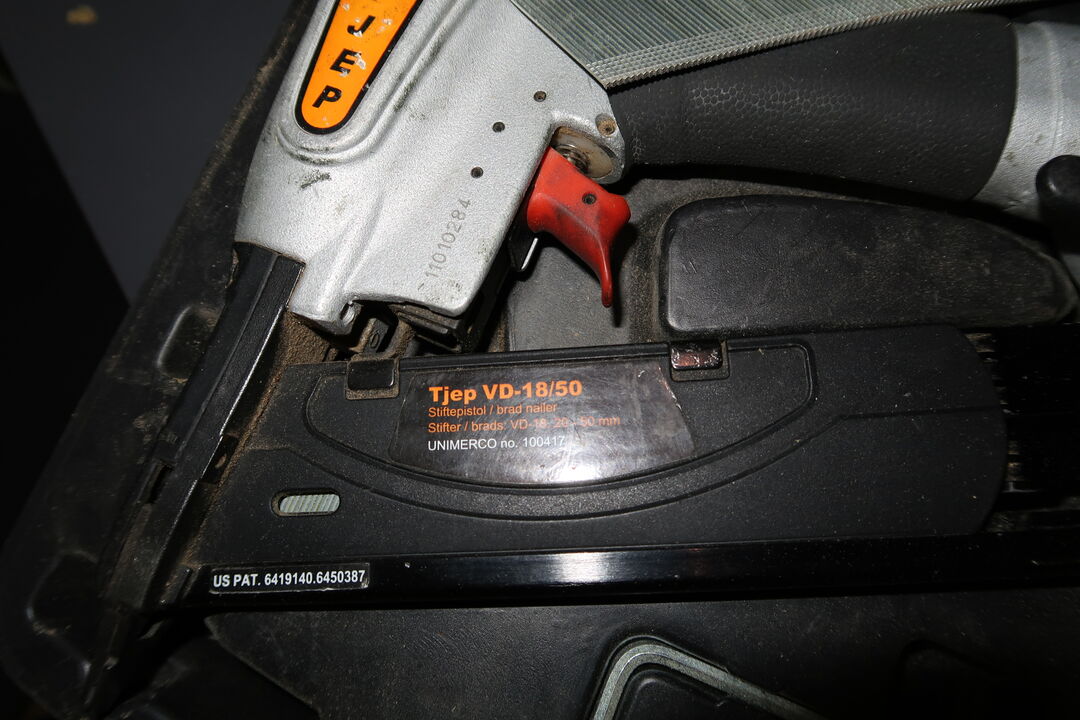 JEP
11010284
Tjep VD-18/50
Stiftepistol / brad nailer
Stifter / brads: VD-18, 20 - 50 mm
UNIMERCO no. 100417
US PAT. 6419140.6450387